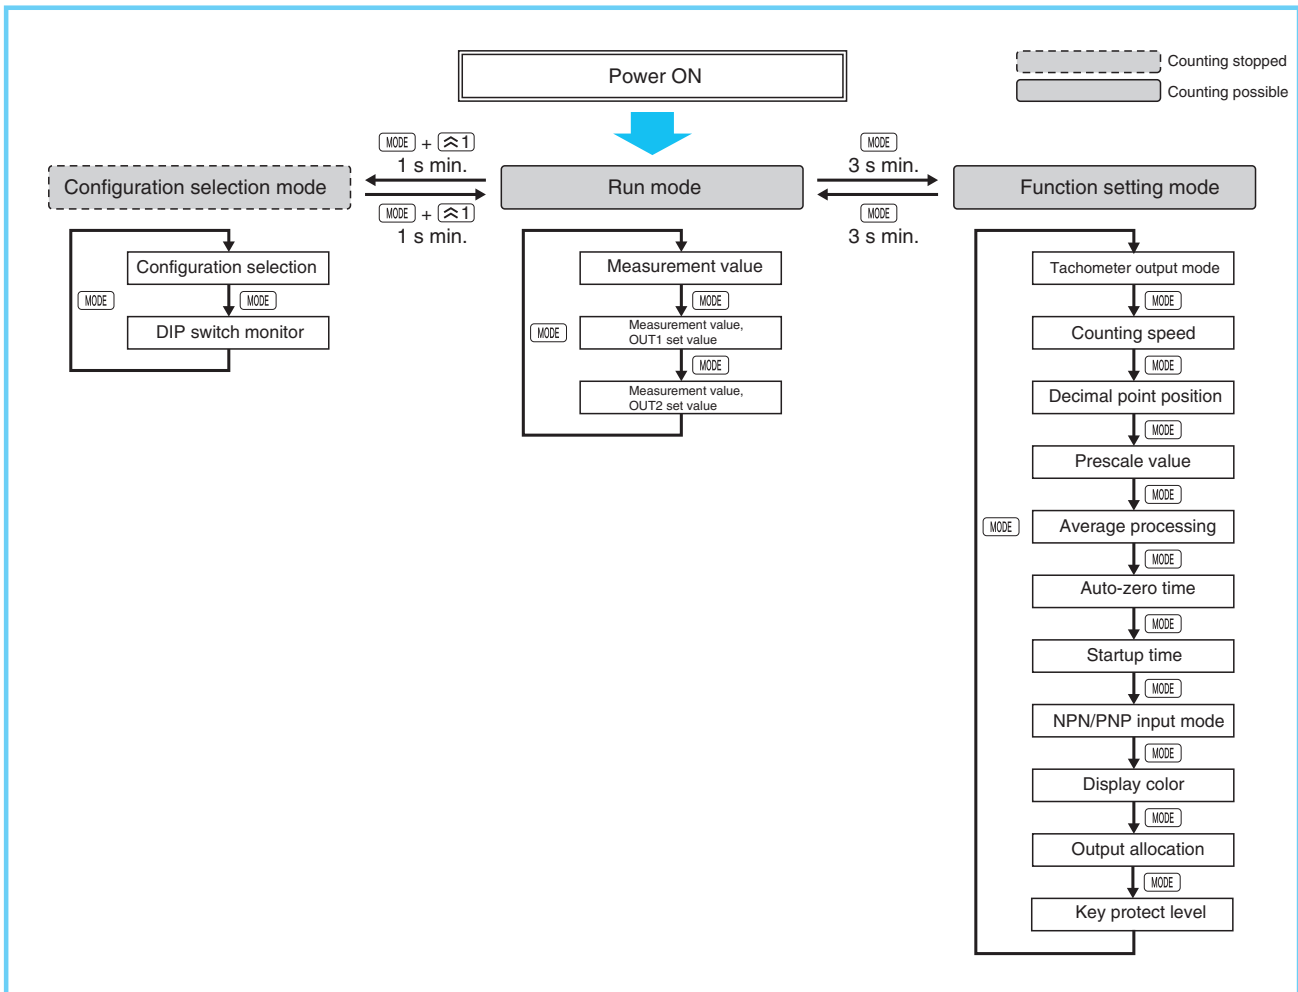 Power ON
Counting stopped
Counting possible
MODE + 1
1 s min.
MODE
3 s min.
Configuration selection mode
Run mode
Function setting mode
MODE + 1
1 s min.
MODE
3 s min.
Configuration selection
MODE
MODE
DIP switch monitor
Measurement value
MODE
MODE
Measurement value,
OUT1 set value
MODE
Measurement value,
OUT2 set value
Tachometer output mode
MODE
Counting speed
MODE
Decimal point position
MODE
Prescale value
MODE
MODE
Average processing
MODE
Auto-zero time
MODE
Startup time
MODE
NPN/PNP input mode
MODE
Display color
MODE
Output allocation
MODE
Key protect level